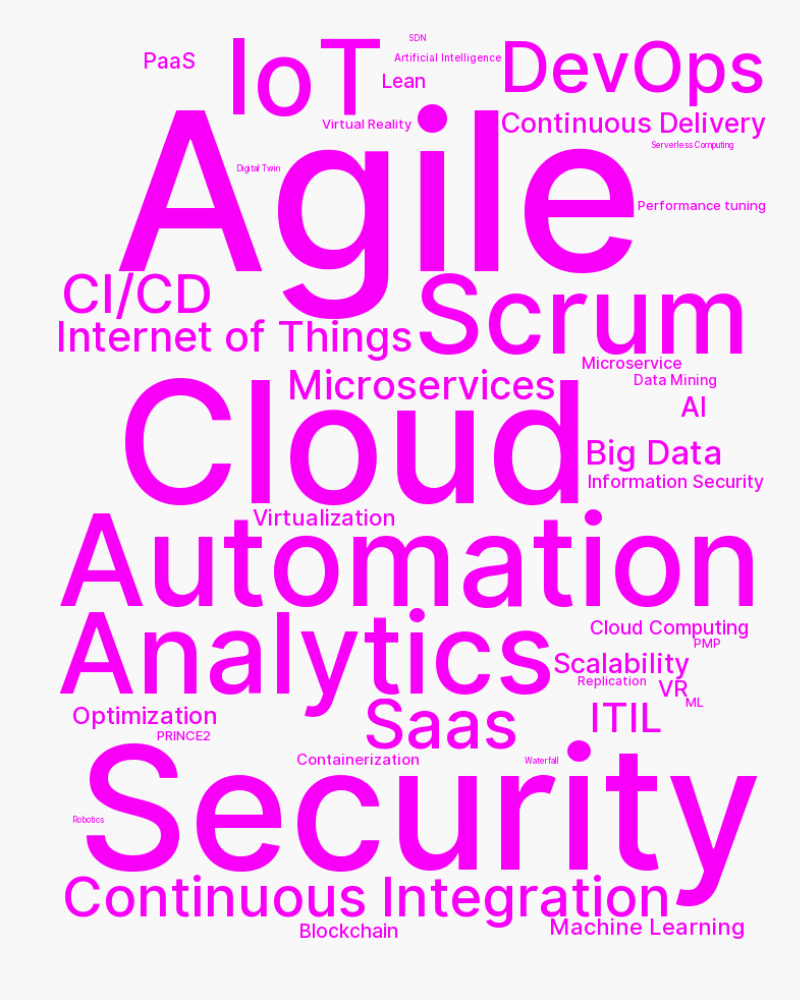 SDN
PaaS
IoT
Artificial Intelligence
DevOps
Lean
Virtual Reality
Continuous Delivery
Serverless Computing
Agile
Digital Twin
Performance tuning
CI/CD
Scrum
Internet of Things
Microservice
Data Mining
Microservices
AI
Cloud
Big Data
Information Security
Virtualization
Automation
Cloud Computing
PMP
Analytics
Scalability
Replication
VR
ML
Optimization
Saas
ITIL
PRINCE2
Containerization
Waterfall
Security
Robotics
Continuous Integration
Machine Learning
Blockchain